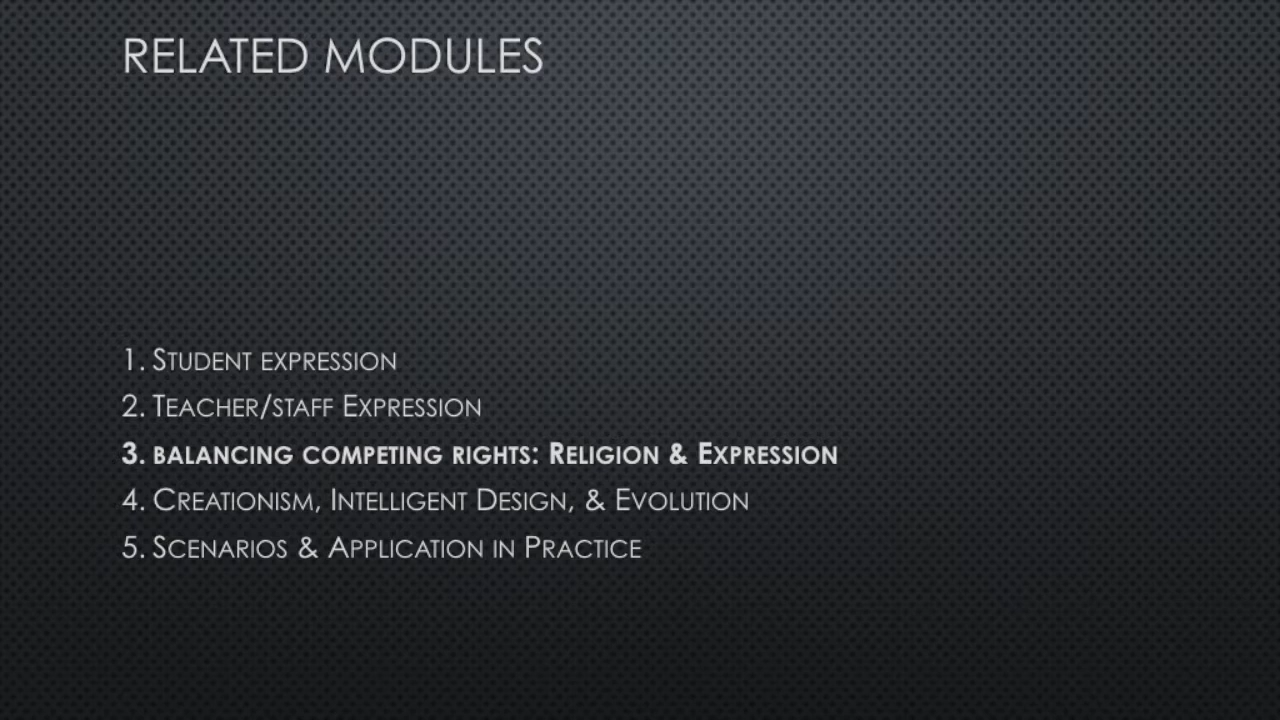 RELATED MODULES
1. STUDENT EXPRESSION
2. TEACHER/STAFF EXPRESSION
3. BALANCING COMPETING RIGHTS: RELIGION & EXPRESSION
4. CREATIONISM, INTELLIGENT DESIGN, & EVOLUTION
5. SCENARIOS & APPLICATION IN PRACTICE